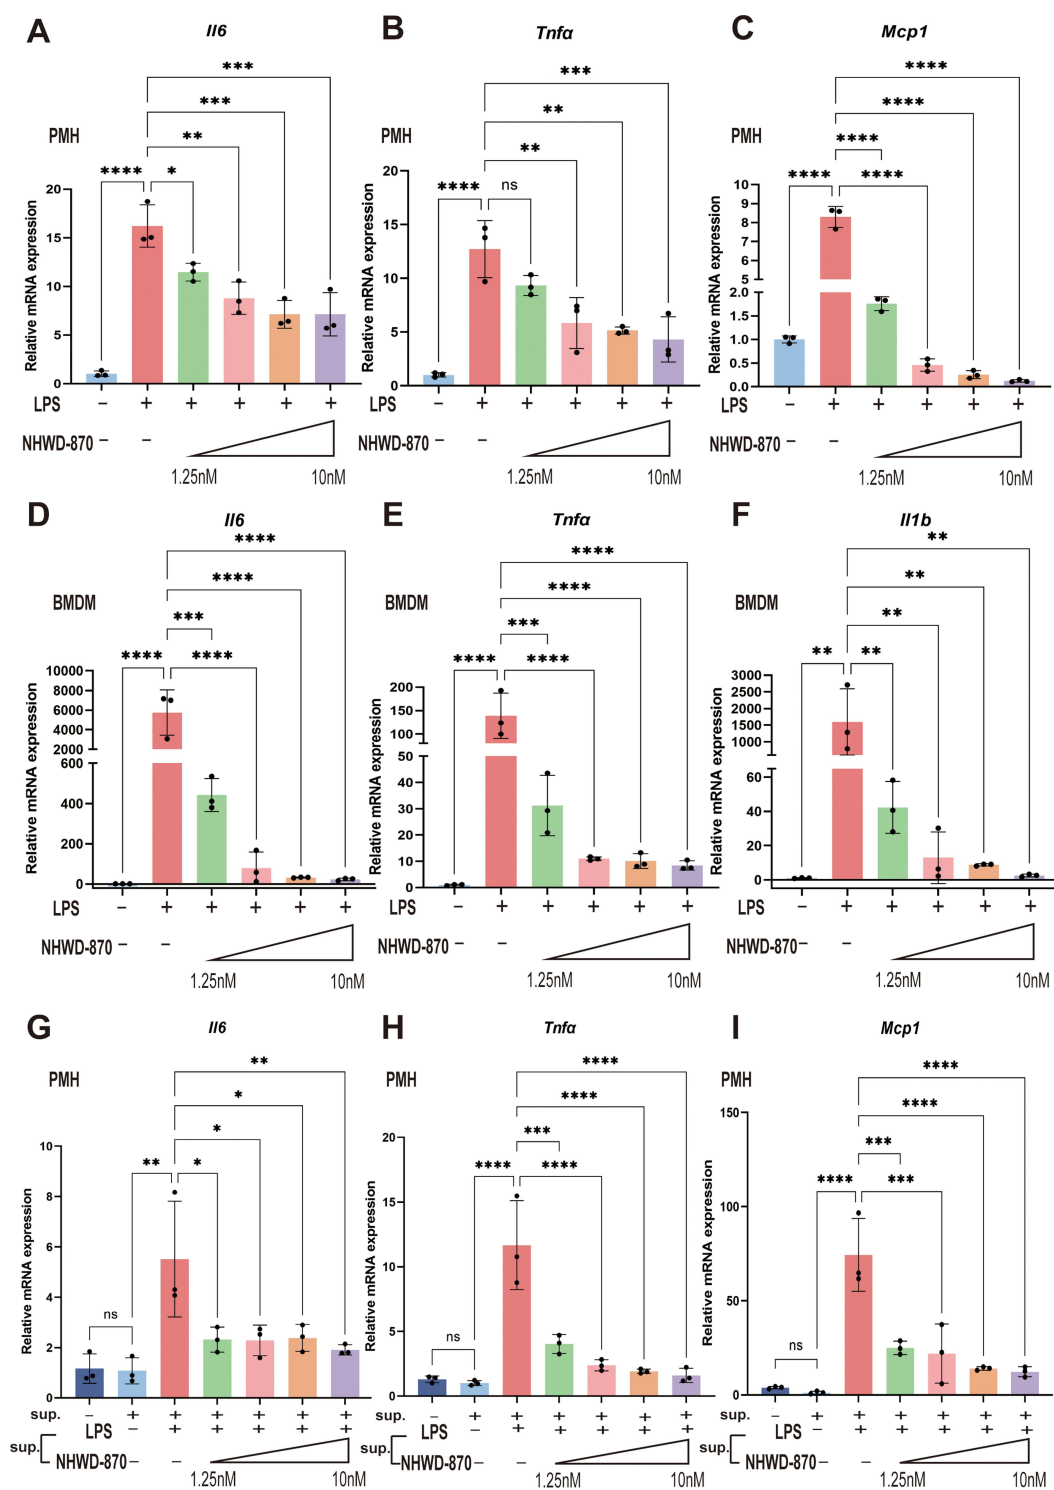 A
Il6
PMH
****
*
**
***
***
Relative mRNA expression
20
15
10
5
0
LPS − + + + + +
NHWD-870 − −
1.25nM 10nM
B
Tnfα
****
ns
**
**
***
Relative mRNA expression
20
15
10
5
0
LPS − + + + + +
− −
1.25nM 10nM
C
Mcp1
PMH
****
****
****
****
****
Relative mRNA expression
10
9
8
7
6
5
2.0
1.5
1.0
0.5
0.0
LPS − + + + + +
NHWD-870 − −
1.25nM 10nM
D
Il6
BMDM
****
***
****
****
****
Relative mRNA expression
10000
8000
6000
4000
2000
600
400
200
0
LPS − + + + + +
NHWD-870 − −
1.25nM 10nM
E
Tnfα
****
***
****
****
****
Relative mRNA expression
200
150
100
50
40
30
20
10
0
LPS − + + + + +
− −
1.25nM 10nM
F
Il1b
BMDM
**
**
**
**
**
Relative mRNA expression
3000
2500
2000
1500
1000
60
40
20
0
LPS − + + + + +
NHWD-870 − −
1.25nM 10nM
G
Il6
PMH
ns
**
*
*
*
**
Relative mRNA expression
10
8
6
4
2
0
sup. − + + + + + +
LPS − + + + + +
sup.
NHWD-870 − −
1.25nM 10nM
H
Tnfα
PMH
ns
****
***
****
****
****
Relative mRNA expression
20
15
10
5
0
sup. − + + + + + +
LPS − + + + + +
sup.
NHWD-870 − −
1.25nM 10nM
I
Mcp1
PMH
ns
****
***
***
****
****
Relative mRNA expression
150
100
50
0
sup. − + + + + + +
LPS − + + + + +
sup.
NHWD-870 − −
1.25nM 10nM